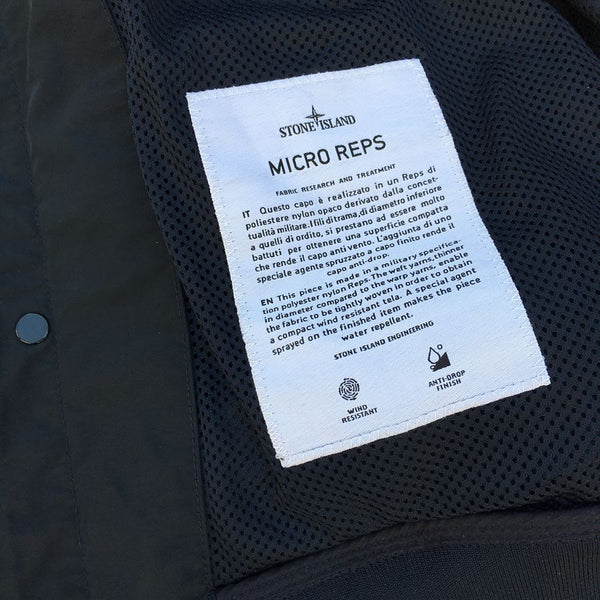 STONE ISLAND
MICRO REPS
FABRIC RESEARCH AND TREATMENT
IT Questo capo è realizzato in un Reps di
poliestere nylon opaco derivato dalla concet-
tualità militare. I fili di trama, di diametro inferiore
a quelli di ordito, si prestano ad essere molto
battuti per ottenere una superficie compatta
che rende il capo anti vento. L'aggiunta di uno
speciale agente spruzzato a capo finito rende il
capo anti-drop.
EN This piece is made in a military specifica-
tion polyester nylon Reps. The weft yarns, thinner
in diameter compared to the warp yarns, enable
the fabric to be tightly woven in order to obtain
a compact wind resistant tela. A special agent
sprayed on the finished item makes the piece
water repellent.
STONE ISLAND ENGINEERING
WIND
RESISTANT
ANTI-DROP
FINISH